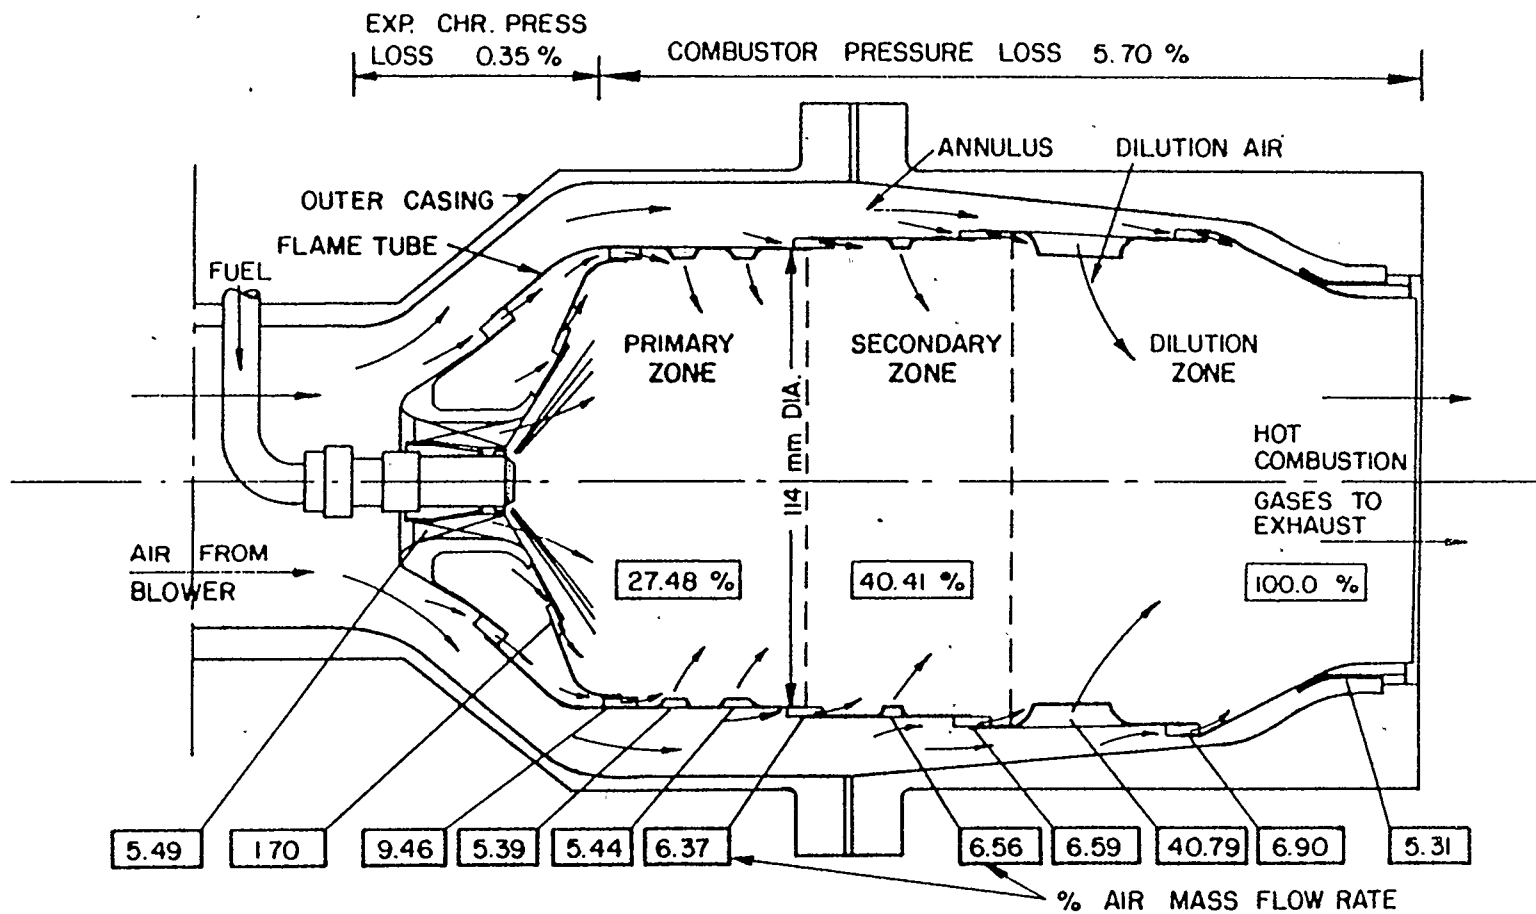 EXP. CHR. PRESS
LOSS 0.35 %
COMBUSTOR PRESSURE LOSS 5.70 %
ANNULUS
DILUTION AIR
OUTER CASING
FLAME TUBE
FUEL
PRIMARY
ZONE
SECONDARY
ZONE
DILUTION
ZONE
114 mm DIA.
HOT
COMBUSTION
GASES TO
EXHAUST
AIR FROM
BLOWER
27.48 %
40.41 %
100.0 %
5.49
170
9.46
5.39
5.44
6.37
6.56
6.59
40.79
6.90
5.31
% AIR MASS FLOW RATE